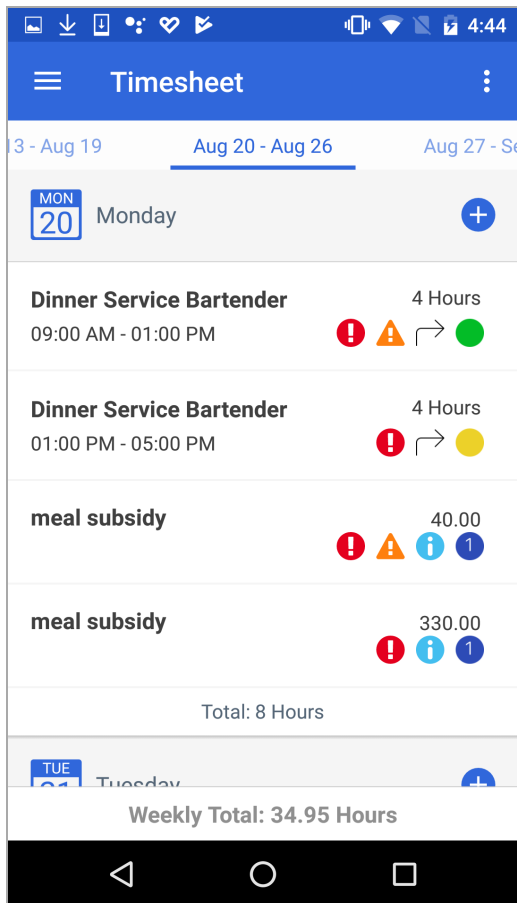 4:44
Timesheet
13 - Aug 19 Aug 20 - Aug 26 Aug 27 - Se
MON
20 Monday
Dinner Service Bartender 4 Hours
09:00 AM - 01:00 PM
Dinner Service Bartender 4 Hours
01:00 PM - 05:00 PM
meal subsidy 40.00
1
meal subsidy 330.00
1
Total: 8 Hours
TUE
21 Tuesday
Weekly Total: 34.95 Hours